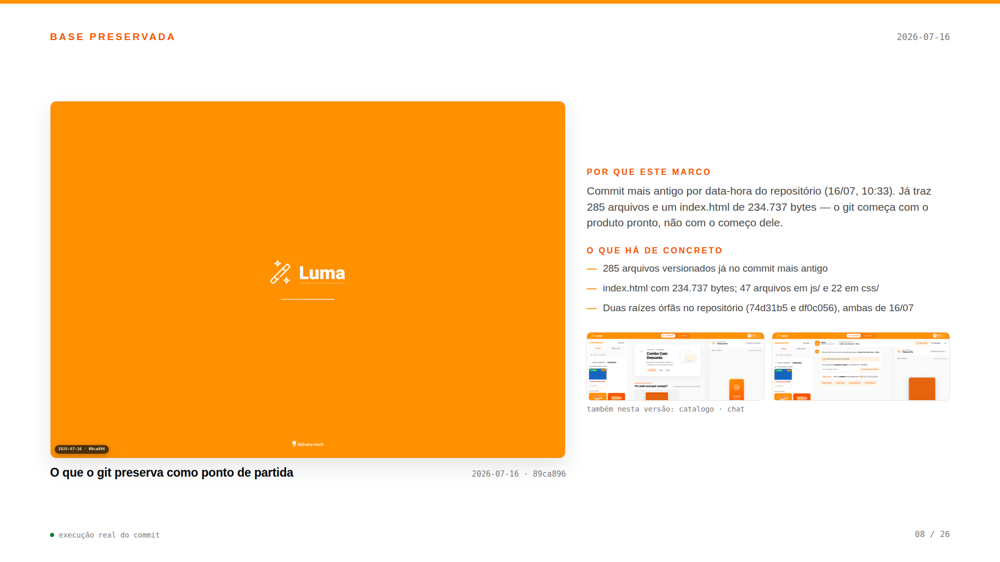 BASE PRESERVADA
2026-07-16
Luma
delivery much
2026-07-16 · 89ca896
O que o git preserva como ponto de partida
2026-07-16 · 89ca896
POR QUE ESTE MARCO
Commit mais antigo por data-hora do repositório (16/07, 10:33). Já traz
285 arquivos e um index.html de 234.737 bytes — o git começa com o
produto pronto, não com o começo dele.
O QUE HÁ DE CONCRETO
— 285 arquivos versionados já no commit mais antigo
— index.html com 234.737 bytes; 47 arquivos em js/ e 22 em css/
— Duas raízes órfãs no repositório (74d31b5 e df0c056), ambas de 16/07
Luma
Combo Com
Desconto
Por onde você quer começar?
Luma
também nesta versão: catalogo · chat
execução real do commit
08 / 26